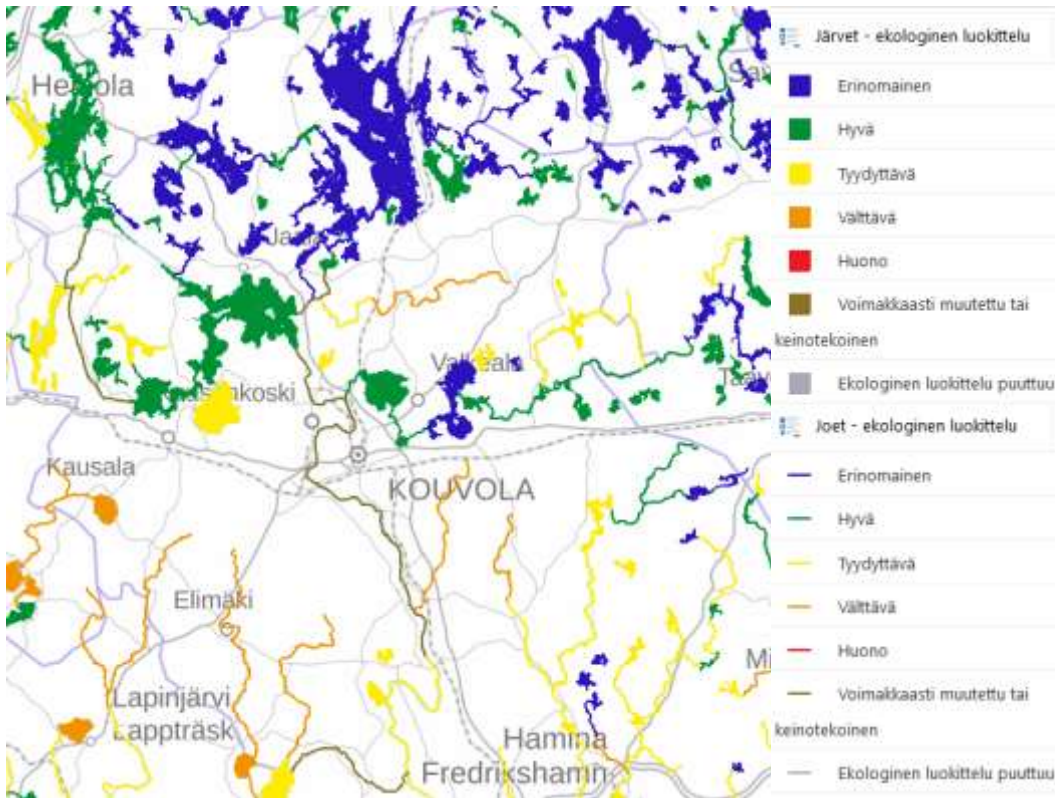 Järvet - ekologinen luokittelu
Erinomainen
Hyvä
Tyydyttävä
Välttävä
Huono
Voimakkaasti muutettu tai
keinotekoinen
Ekologinen luokittelu puuttuu
Joet - ekologinen luokittelu
Erinomainen
Hyvä
Tyydyttävä
Välttävä
Huono
Voimakkaasti muutettu tai
keinotekoinen
Ekologinen luokittelu puuttuu
Valkeala
Kausala
KOUVOLA
Elimäki
Lapinjärvi
Lappträsk
Hamina
Fredrikshamn